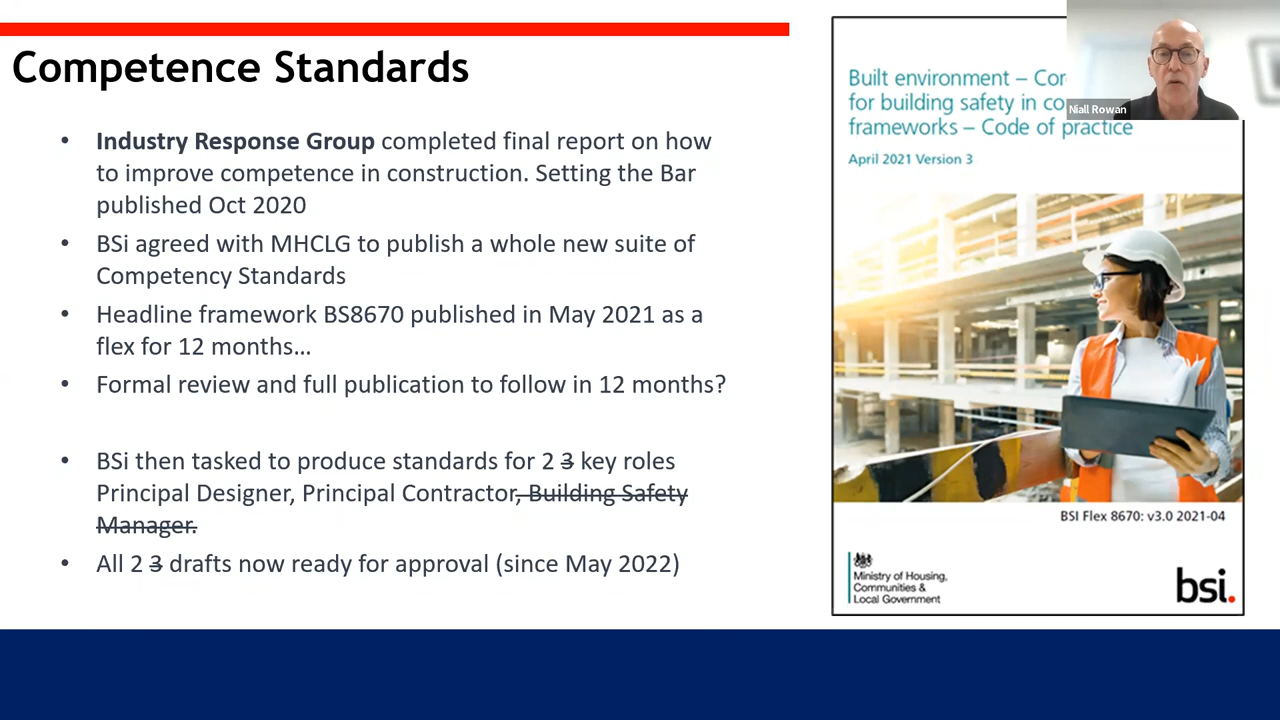 Competence Standards
• Industry Response Group completed final report on how
to improve competence in construction. Setting the Bar
published Oct 2020
• BSi agreed with MHCLG to publish a whole new suite of
Competency Standards
• Headline framework BS8670 published in May 2021 as a
flex for 12 months...
• Formal review and full publication to follow in 12 months?
• BSi then tasked to produce standards for 2 3 key roles
Principal Designer, Principal Contractor, Building Safety
Manager.
• All 2 3 drafts now ready for approval (since May 2022)
Built environment –
for building safety in
frameworks – Code of practice
April 2021 Version 3
Niall Rowan
BSI Flex 8670: v3.0 2021-04
Ministry of Housing,
Communities &
Local Government
bsi.